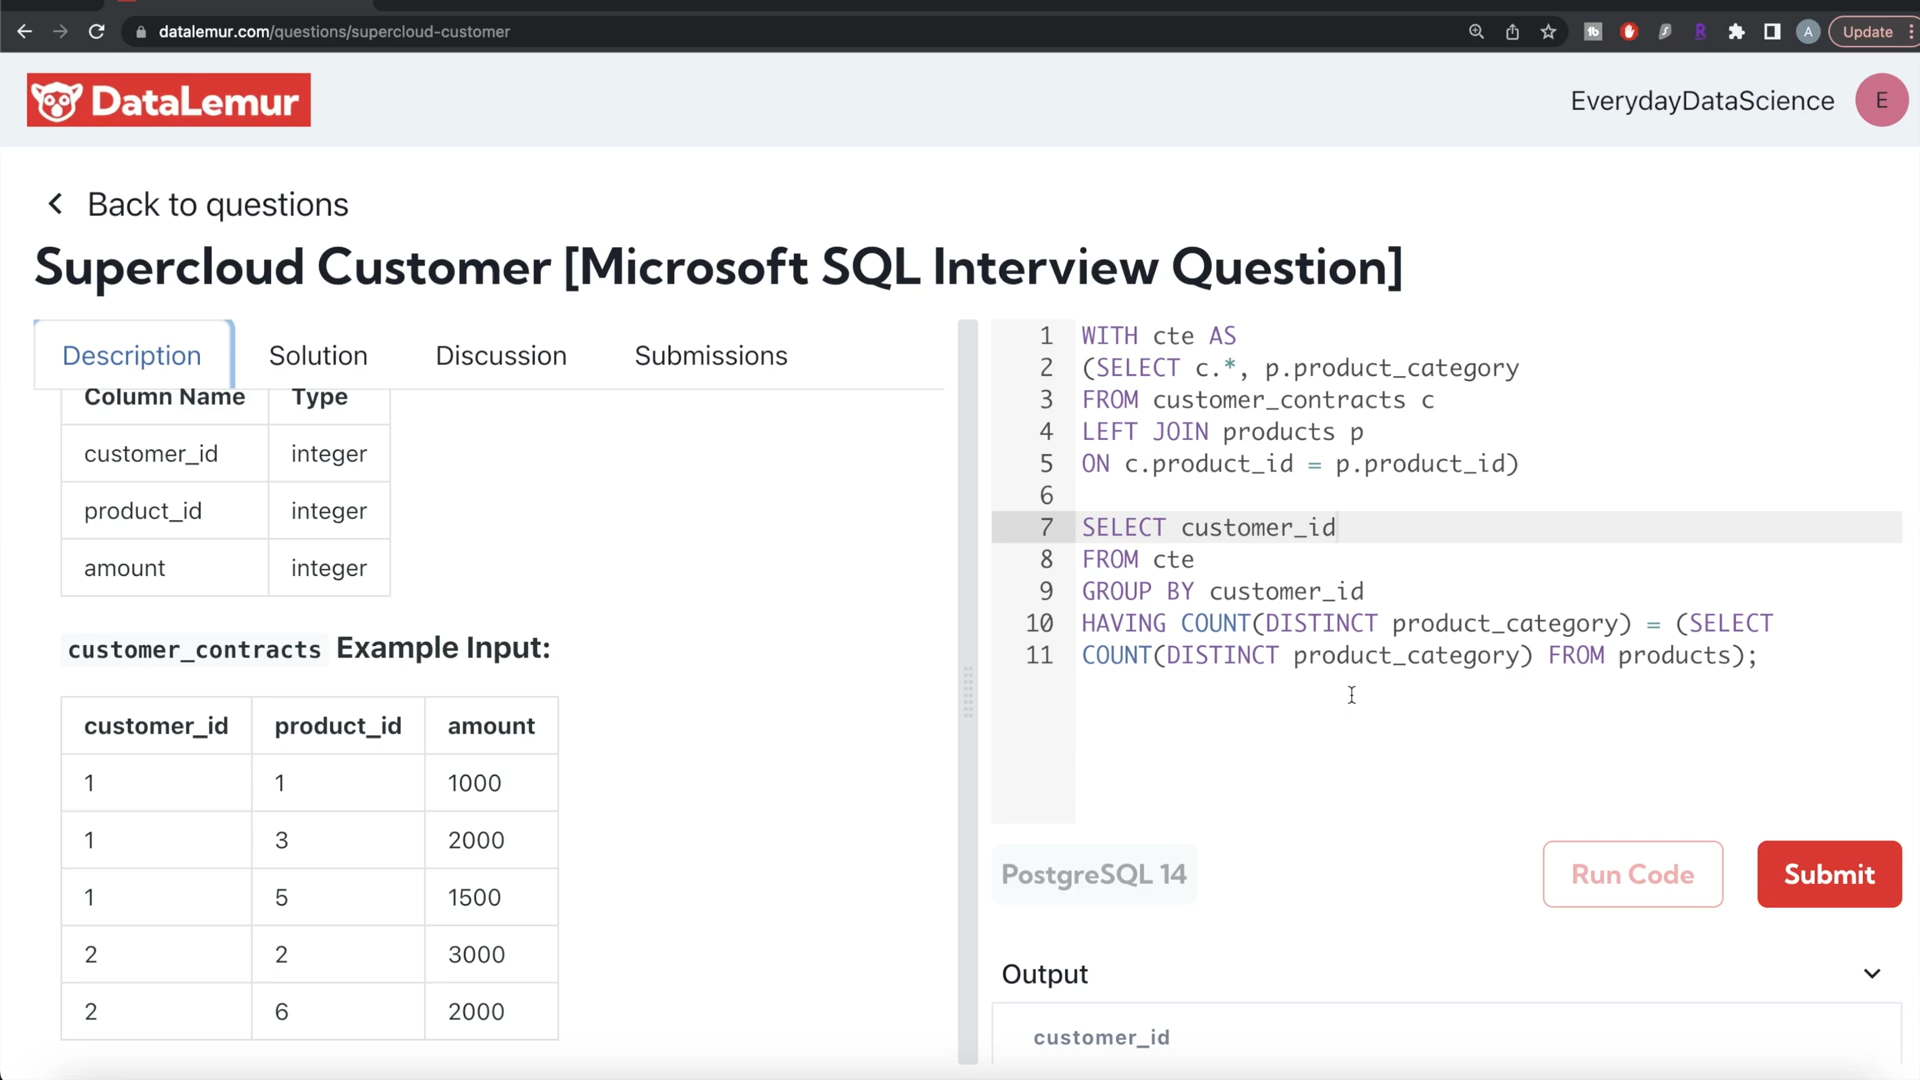 datalemur.com/questions/supercloud-customer
A
Update
DataLemur
EverydayDataScience
E
Back to questions
Supercloud Customer [Microsoft SQL Interview Question]
Description
Solution
Discussion
Submissions
Column Name Type
customer_id integer
product_id integer
amount integer
customer_contracts Example Input:
customer_id product_id amount
1 1 1000
1 3 2000
1 5 1500
2 2 3000
2 6 2000
1 WITH cte AS
2 (SELECT c.*, p.product_category
3 FROM customer_contracts c
4 LEFT JOIN products p
5 ON c.product_id = p.product_id)
6
7 SELECT customer_id
8 FROM cte
9 GROUP BY customer_id
10 HAVING COUNT(DISTINCT product_category) = (SELECT
11 COUNT(DISTINCT product_category) FROM products);
PostgreSQL 14
Run Code
Submit
Output
customer_id